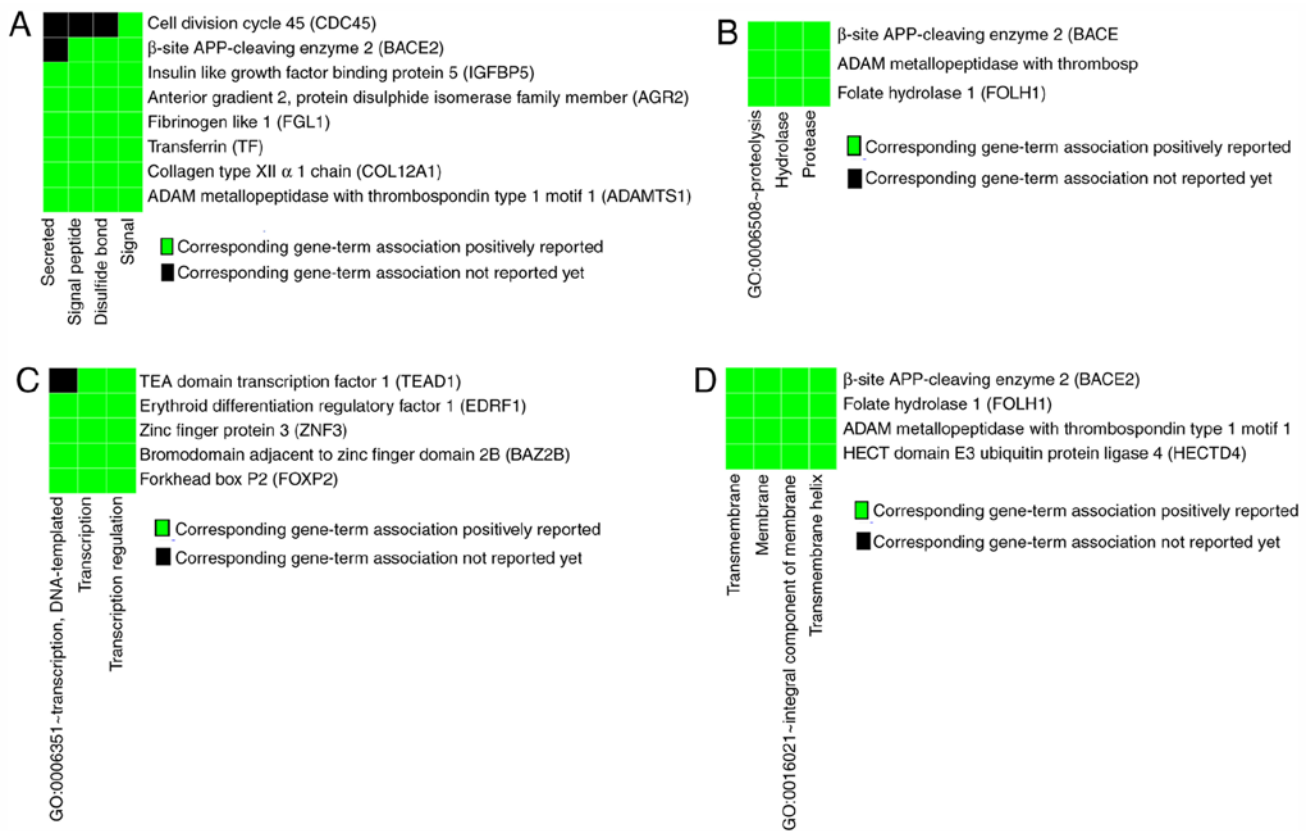 A
Cell division cycle 45 (CDC45)
β-site APP-cleaving enzyme 2 (BACE2)
Insulin like growth factor binding protein 5 (IGFBP5)
Anterior gradient 2, protein disulphide isomerase family member (AGR2)
Fibrinogen like 1 (FGL1)
Transferrin (TF)
Collagen type XII α 1 chain (COL12A1)
ADAM metallopeptidase with thrombospondin type 1 motif 1 (ADAMTS1)
Secreted
Signal peptide
Disulfide bond
Signal
Corresponding gene-term association positively reported
Corresponding gene-term association not reported yet
B
β-site APP-cleaving enzyme 2 (BACE
ADAM metallopeptidase with thrombosp
Folate hydrolase 1 (FOLH1)
GO:0006508~proteolysis
Hydrolase
Protease
Corresponding gene-term association positively reported
Corresponding gene-term association not reported yet
C
TEA domain transcription factor 1 (TEAD1)
Erythroid differentiation regulatory factor 1 (EDRF1)
Zinc finger protein 3 (ZNF3)
Bromodomain adjacent to zinc finger domain 2B (BAZ2B)
Forkhead box P2 (FOXP2)
GO:0006351~transcription, DNA-templated
Transcription
Transcription regulation
Corresponding gene-term association positively reported
Corresponding gene-term association not reported yet
D
β-site APP-cleaving enzyme 2 (BACE2)
Folate hydrolase 1 (FOLH1)
ADAM metallopeptidase with thrombospondin type 1 motif 1
HECT domain E3 ubiquitin protein ligase 4 (HECTD4)
Transmembrane
Membrane
GO:0016021~integral component of membrane
Transmembrane helix
Corresponding gene-term association positively reported
Corresponding gene-term association not reported yet